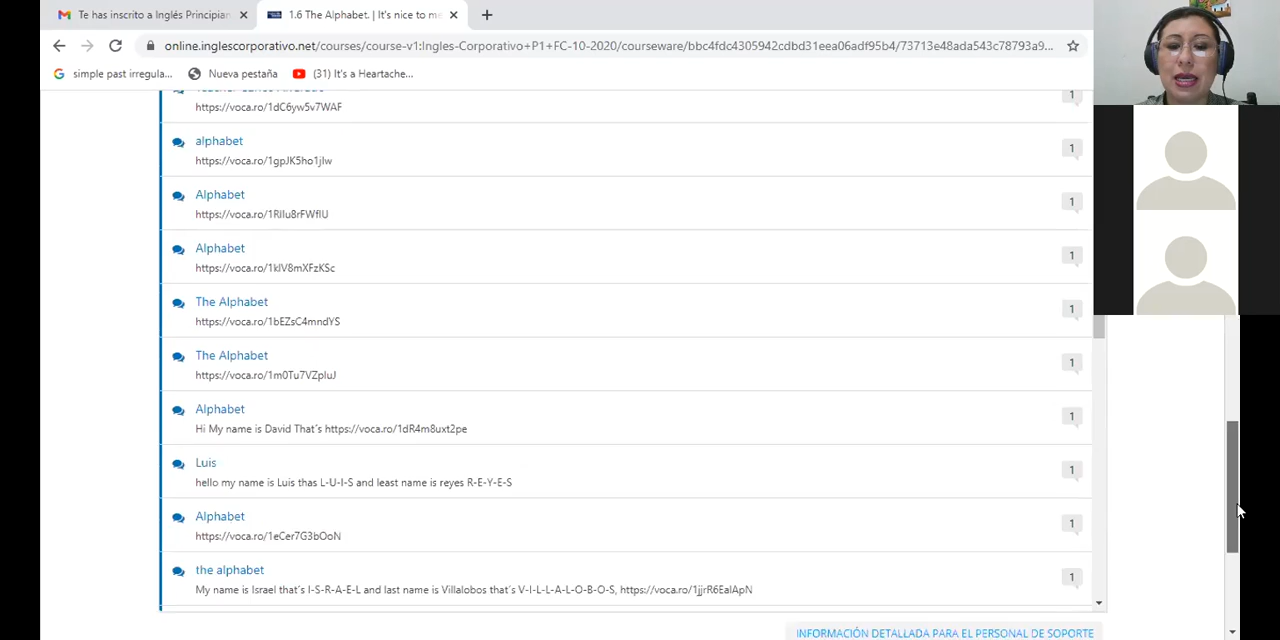 Te has inscrito a Inglés Principian
1.6 The Alphabet. | It's nice to me
online.inglescorporativo.net/courses/course-v1:Ingles-Corporativo+P1+FC-10-2020/courseware/bbc4fdc4305942cdbd31eea06adf95b4/73713e48ada543c78793a9...
simple past irregula...
Nueva pestaña
(31) It's a Heartache...
https://voca.ro/1dC6yw5v7WAF
1
alphabet
https://voca.ro/1gpJK5ho1jIw
1
Alphabet
https://voca.ro/1RIIu8rFWfIU
1
Alphabet
https://voca.ro/1kIV8mXFzKSc
1
The Alphabet
https://voca.ro/1bEZsC4mndYS
1
The Alphabet
https://voca.ro/1m0Tu7VZpIuJ
1
Alphabet
Hi My name is David That´s https://voca.ro/1dR4m8uxt2pe
1
Luis
hello my name is Luis thas L-U-I-S and least name is reyes R-E-Y-E-S
1
Alphabet
https://voca.ro/1eCer7G3bOoN
1
the alphabet
My name is Israel that´s I-S-R-A-E-L and last name is Villalobos that´s V-I-L-L-A-L-O-B-O-S, https://voca.ro/1jjrR6EaIApN
1
INFORMACIÓN DETALLADA PARA EL PERSONAL DE SOPORTE